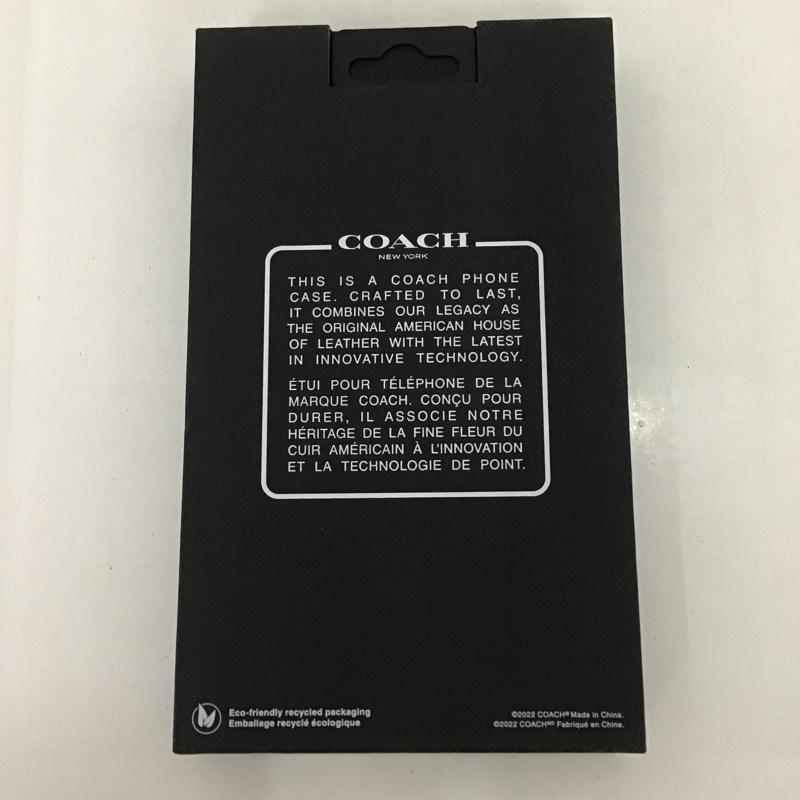 COACH
NEW YORK
THIS IS A COACH PHONE
CASE. CRAFTED TO LAST,
IT COMBINES OUR LEGACY AS
THE ORIGINAL AMERICAN HOUSE
OF LEATHER WITH THE LATEST
IN INNOVATIVE TECHNOLOGY.
ÉTUI POUR TÉLÉPHONE DE LA
MARQUE COACH. CONÇU POUR
DURER, IL ASSOCIE NOTRE
HÉRITAGE DE LA FINE FLEUR DU
CUIR AMÉRICAIN À L'INNOVATION
ET LA TECHNOLOGIE DE POINT.
Eco-friendly recycled packaging
Emballage recyclé écologique
©2022 COACH® Made in China.
©2022 COACHᴹᴰ Fabriqué en Chine.